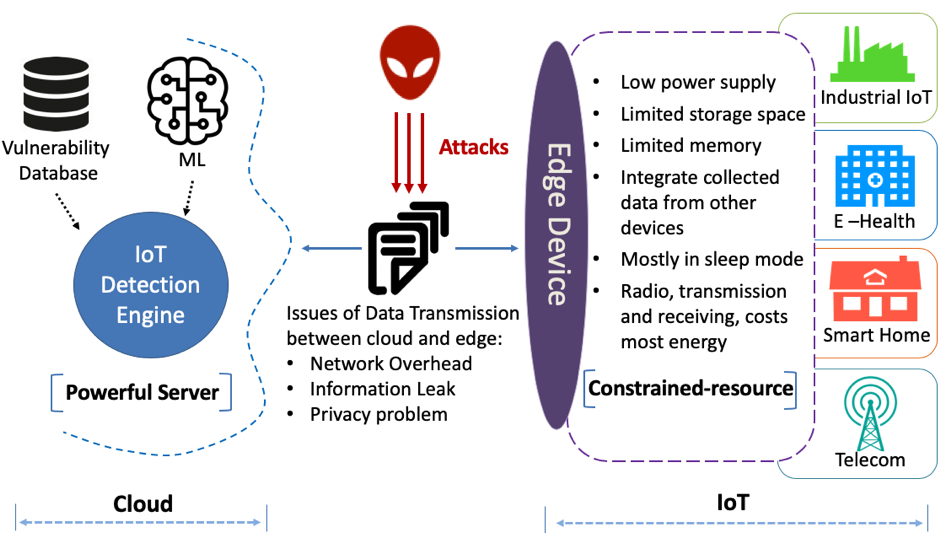 Vulnerability
Database
ML
IoT
Detection
Engine
Powerful Server
Cloud
Attacks
Issues of Data Transmission
between cloud and edge:
• Network Overhead
• Information Leak
• Privacy problem
Edge Device
• Low power supply
• Limited storage space
• Limited memory
• Integrate collected
data from other
devices
• Mostly in sleep mode
• Radio, transmission
and receiving, costs
most energy
Constrained-resource
Industrial IoT
E –Health
Smart Home
Telecom
IoT